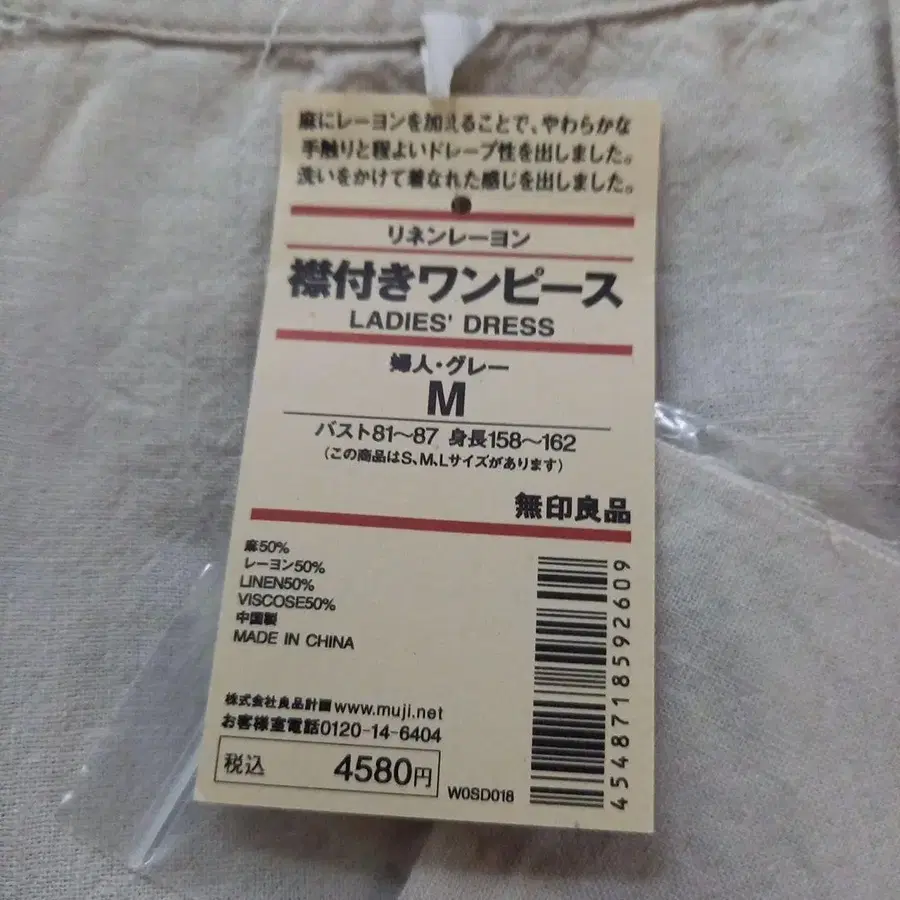 麻にレーヨンを加えることで、やわらかな
手触りと程よいドレープ性を出しました。
洗いをかけて着なれた感じを出しました。
リネンレーヨン
襟付きワンピース
LADIES' DRESS
婦人・グレー
M
バスト81〜87 身長158〜162
(この商品はS、M、Lサイズがあります)
無印良品
麻50%
レーヨン50%
LINEN50%
VISCOSE50%
中国製
MADE IN CHINA
株式会社良品計画 www.muji.net
お客様室電話0120-14-6404
税込 4580円
W0SD018
4548718592609